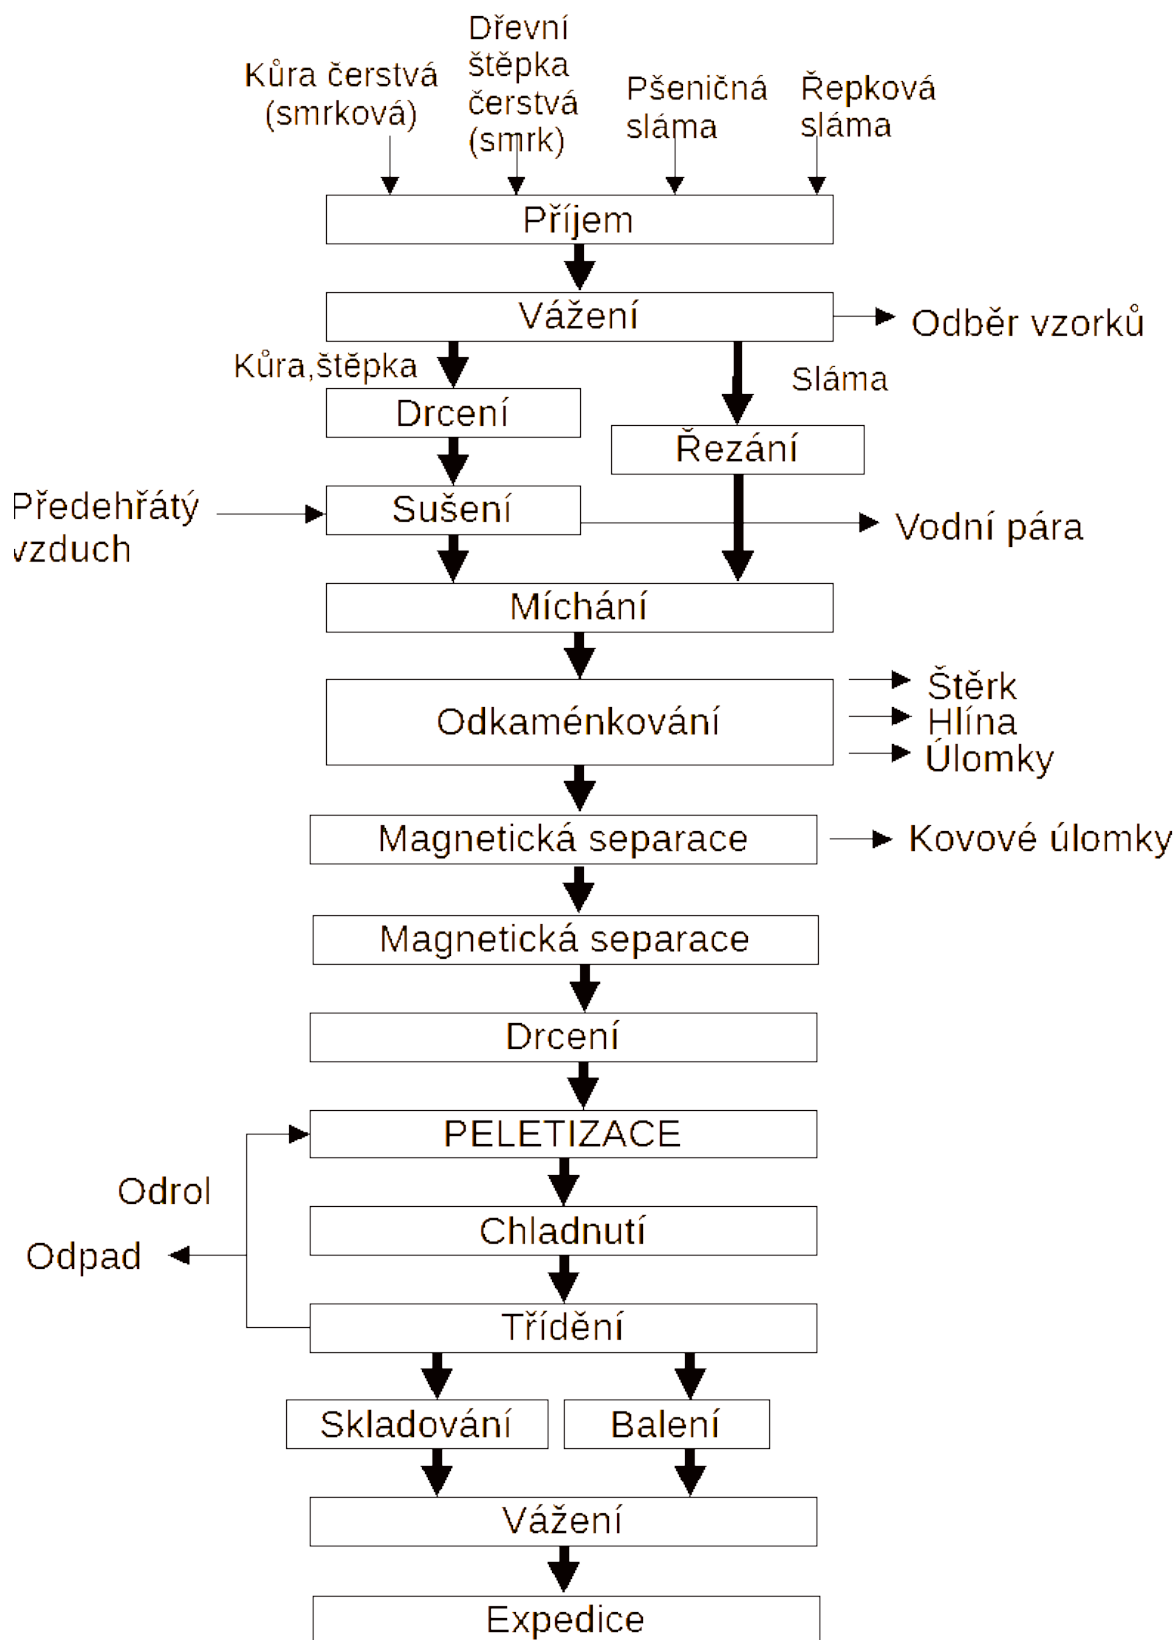 Kůra čerstvá
(smrková)
Dřevní
štěpka
čerstvá
(smrk)
Pšeničná
sláma
Řepková
sláma
Příjem
Vážení
Odběr vzorků
Kůra,štěpka
Sláma
Drcení
Řezání
Předehřátý
vzduch
Sušení
Vodní pára
Míchání
Odkaménkování
Štěrk
Hlína
Úlomky
Magnetická separace
Kovové úlomky
Magnetická separace
Drcení
PELETIZACE
Odrol
Chladnutí
Odpad
Třídění
Skladování
Balení
Vážení
Expedice